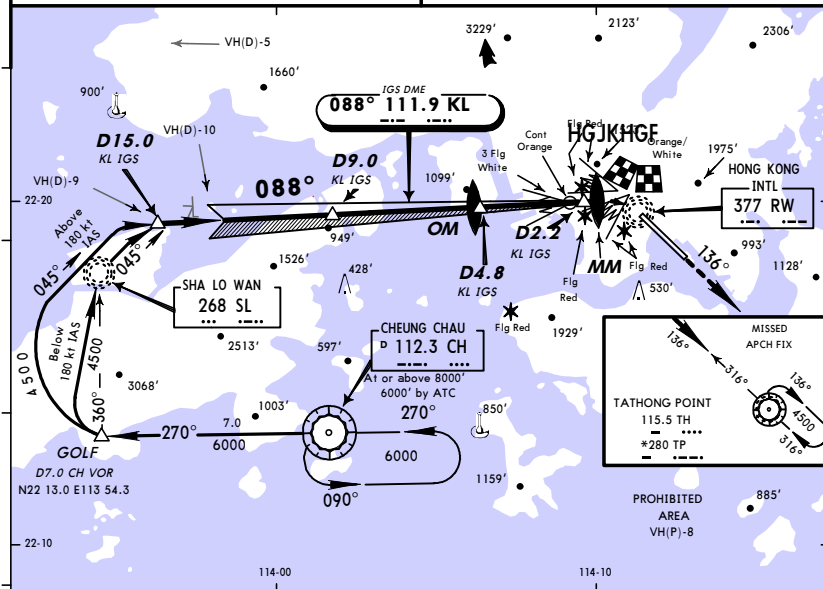 3229'
2123'
2306'
VH(D)-5
1660'
900'
IGS DME
088° 111.9 KL
VH(D)-10
D15.0
KL IGS
Flg Red
HGJKHGF
Cont
Orange
Orange/
White
3 Flg
White
1975'
D9.0
KL IGS
088°
1099'
VH(D)-9
HONG KONG
INTL
377 RW
22-20
Above
180 kt
IAS
045°
045°
OM
D2.2
KL IGS
949'
136°
993'
1526'
D4.8
KL IGS
MM
Flg Red
1128'
428'
Flg
Red
530'
SHA LO WAN
268 SL
Below
180 kt IAS
4500
360°
A500
2513'
Flg Red
1929'
CHEUNG CHAU
D 112.3 CH
597'
At or above 8000'
6000' by ATC
3068'
1003'
850'
270°
7.0
6000
270°
6000
090°
GOLF
D7.0 CH VOR
N22 13.0 E113 54.3
1159'
MISSED
APCH FIX
136°
316°
136°
4500
316°
TATHONG POINT
115.5 TH
*280 TP
PROHIBITED
AREA
VH(P)-8
885'
22-10
114-00
114-10